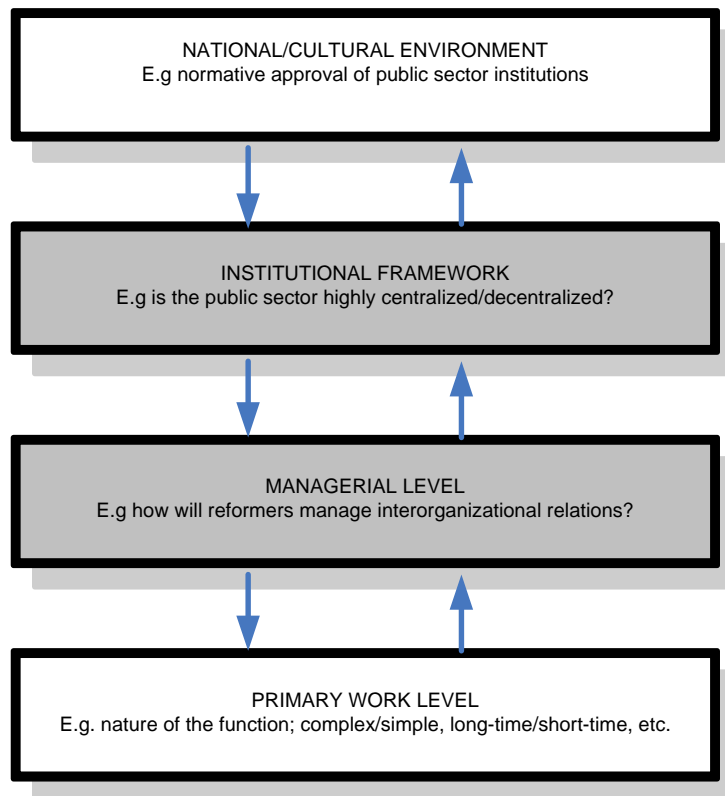 NATIONAL/CULTURAL ENVIRONMENT
E.g normative approval of public sector institutions
INSTITUTIONAL FRAMEWORK
E.g is the public sector highly centralized/decentralized?
MANAGERIAL LEVEL
E.g how will reformers manage interorganizational relations?
PRIMARY WORK LEVEL
E.g. nature of the function; complex/simple, long-time/short-time, etc.